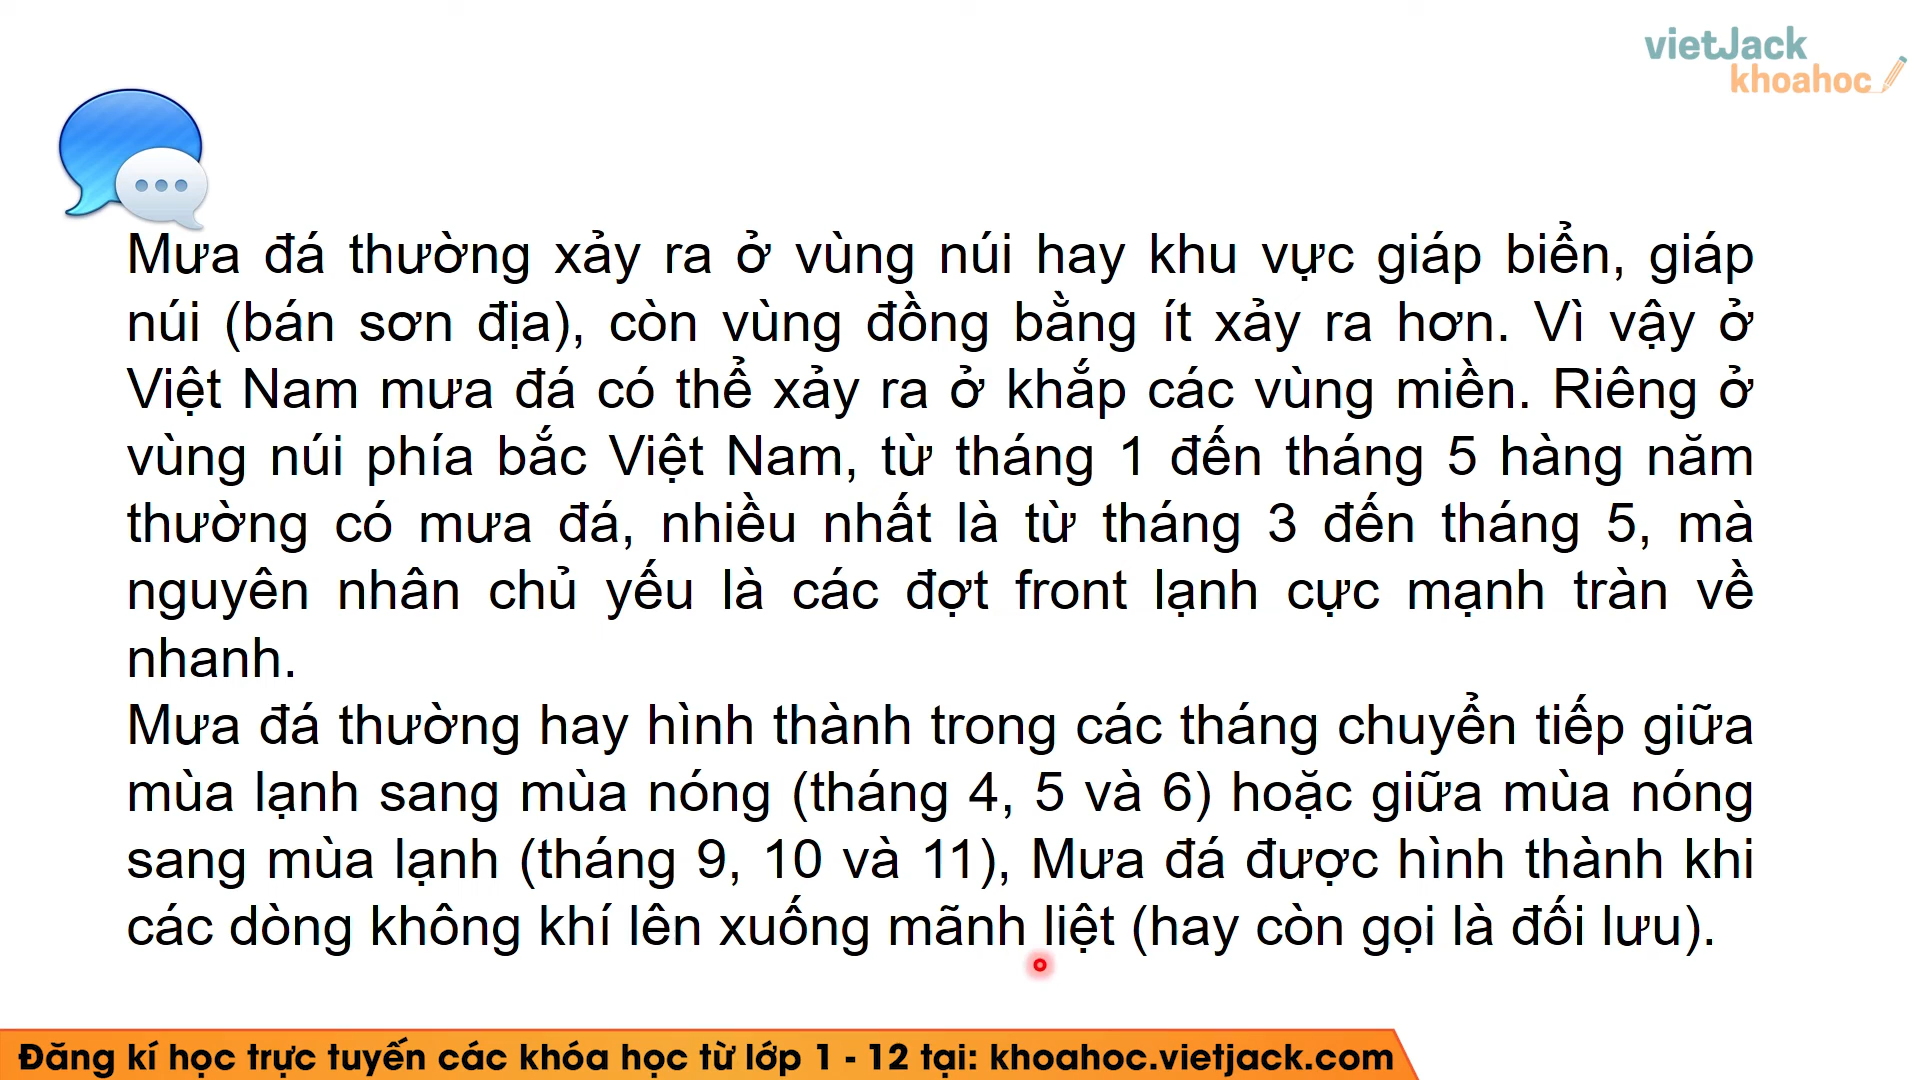 vietJack
khoahoc
Mưa đá thường xảy ra ở vùng núi hay khu vực giáp biển, giáp
núi (bán sơn địa), còn vùng đồng bằng ít xảy ra hơn. Vì vậy ở
Việt Nam mưa đá có thể xảy ra ở khắp các vùng miền. Riêng ở
vùng núi phía bắc Việt Nam, từ tháng 1 đến tháng 5 hàng năm
thường có mưa đá, nhiều nhất là từ tháng 3 đến tháng 5, mà
nguyên nhân chủ yếu là các đợt front lạnh cực mạnh tràn về
nhanh.
Mưa đá thường hay hình thành trong các tháng chuyển tiếp giữa
mùa lạnh sang mùa nóng (tháng 4, 5 và 6) hoặc giữa mùa nóng
sang mùa lạnh (tháng 9, 10 và 11), Mưa đá được hình thành khi
các dòng không khí lên xuống mãnh liệt (hay còn gọi là đối lưu).
Đăng kí học trực tuyến các khóa học từ lớp 1 - 12 tại: khoahoc.vietjack.com